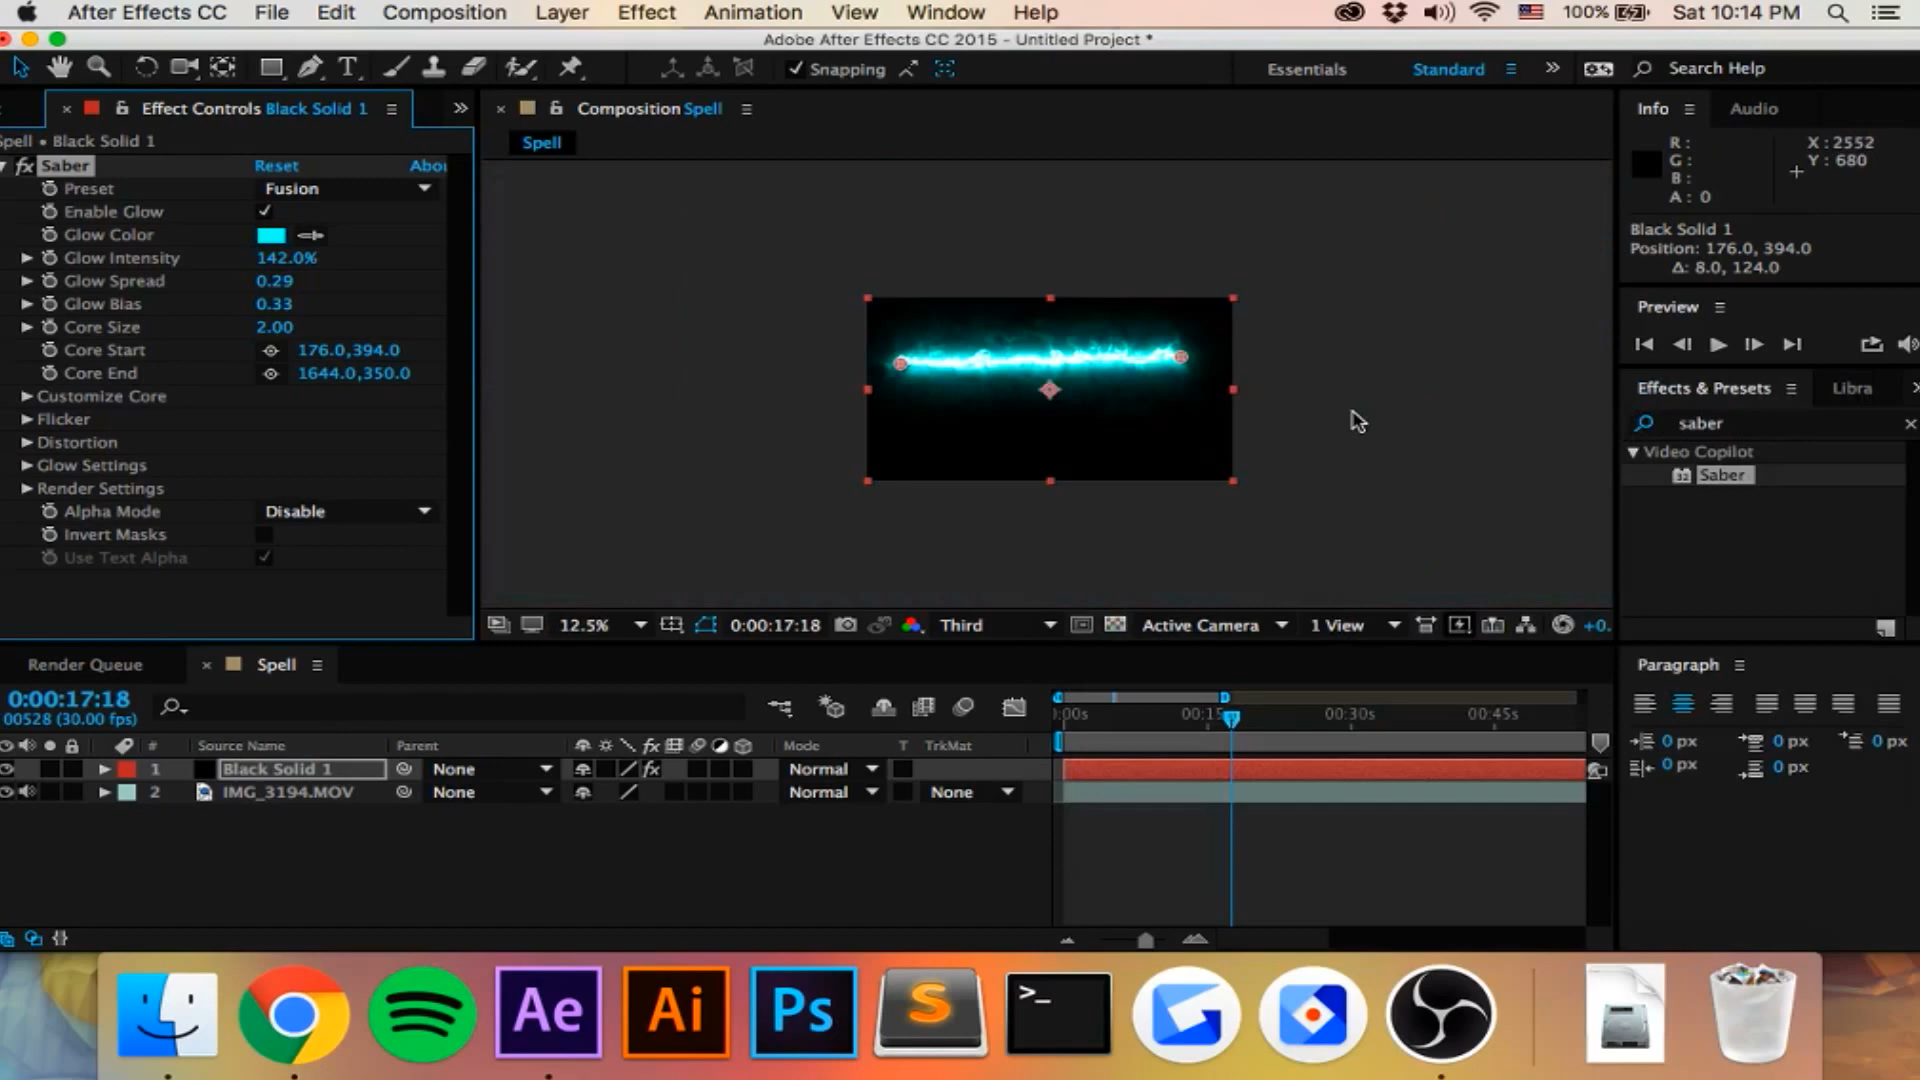 After Effects CC File Edit Composition Layer Effect Animation View Window Help 100% Sat 10:14 PM
Adobe After Effects CC 2015 - Untitled Project *
T Snapping Essentials Standard Search Help
Effect Controls Black Solid 1
Composition Spell
Info Audio
Spell
R :
G :
B :
A : 0
X : 2552
Y : 680
Black Solid 1
Position: 176.0, 394.0
Δ: 8.0, 124.0
Preview
Effects & Presets Libra
saber
Video Copilot
32 Saber
pell • Black Solid 1
fx Saber Reset Abou
Preset Fusion
Enable Glow
Glow Color
Glow Intensity 142.0%
Glow Spread 0.29
Glow Bias 0.33
Core Size 2.00
Core Start 176.0,394.0
Core End 1644.0,350.0
Customize Core
Flicker
Distortion
Glow Settings
Render Settings
Alpha Mode Disable
Invert Masks
Use Text Alpha
12.5% 0:00:17:18 Third Active Camera 1 View +0.
Render Queue Spell
Paragraph
0:00:17:18
00528 (30.00 fps)
):00s 00:15 00:30s 00:45s
# Source Name Parent fx Mode T TrkMat
1 Black Solid 1 None fx Normal
2 IMG_3194.MOV None Normal None
0 px 0 px 0 px
0 px 0 px
Ae Ai Ps S >_